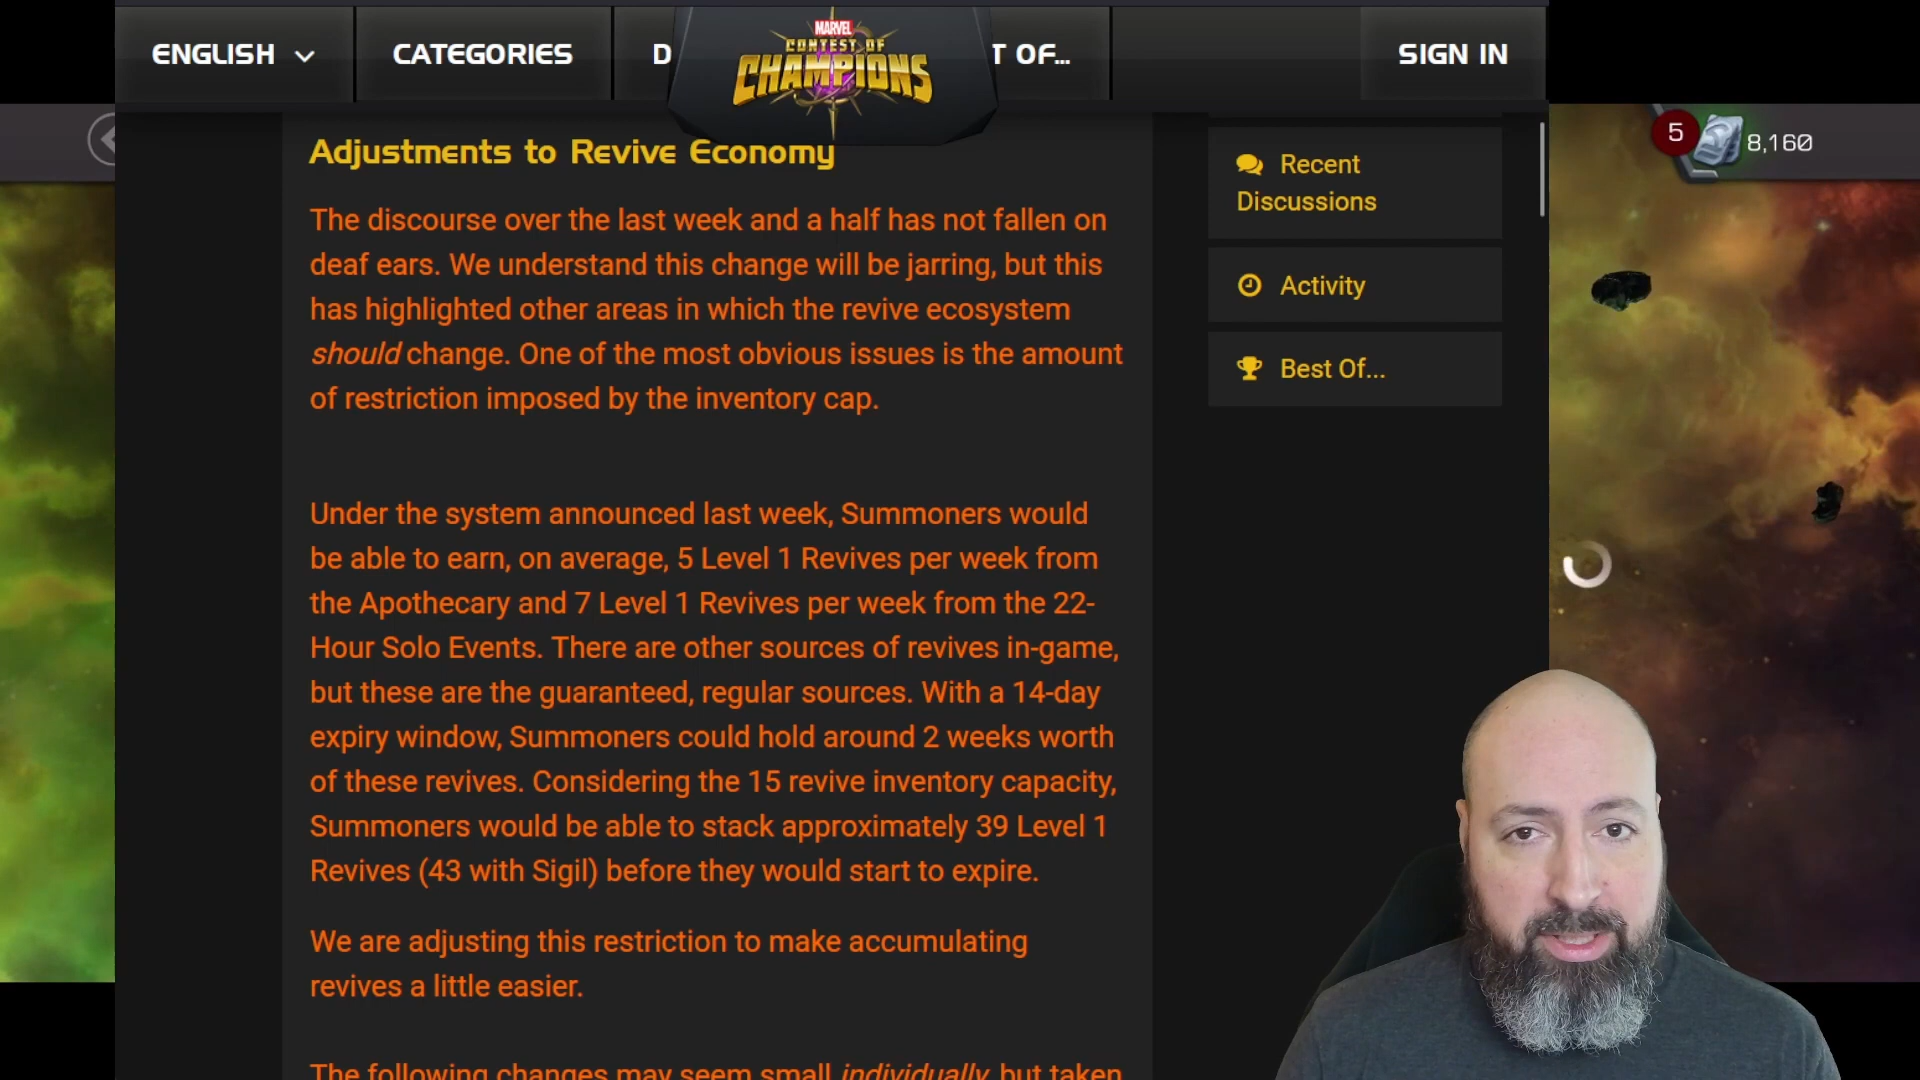 ENGLISH
CATEGORIES
D
MARVEL
CONTEST OF
CHAMPIONS
T OF...
SIGN IN
5
8,160
Adjustments to Revive Economy
The discourse over the last week and a half has not fallen on
deaf ears. We understand this change will be jarring, but this
has highlighted other areas in which the revive ecosystem
should change. One of the most obvious issues is the amount
of restriction imposed by the inventory cap.
Under the system announced last week, Summoners would
be able to earn, on average, 5 Level 1 Revives per week from
the Apothecary and 7 Level 1 Revives per week from the 22-
Hour Solo Events. There are other sources of revives in-game,
but these are the guaranteed, regular sources. With a 14-day
expiry window, Summoners could hold around 2 weeks worth
of these revives. Considering the 15 revive inventory capacity,
Summoners would be able to stack approximately 39 Level 1
Revives (43 with Sigil) before they would start to expire.
We are adjusting this restriction to make accumulating
revives a little easier.
The following changes may seem small individually, but taken
Recent
Discussions
Activity
Best Of...